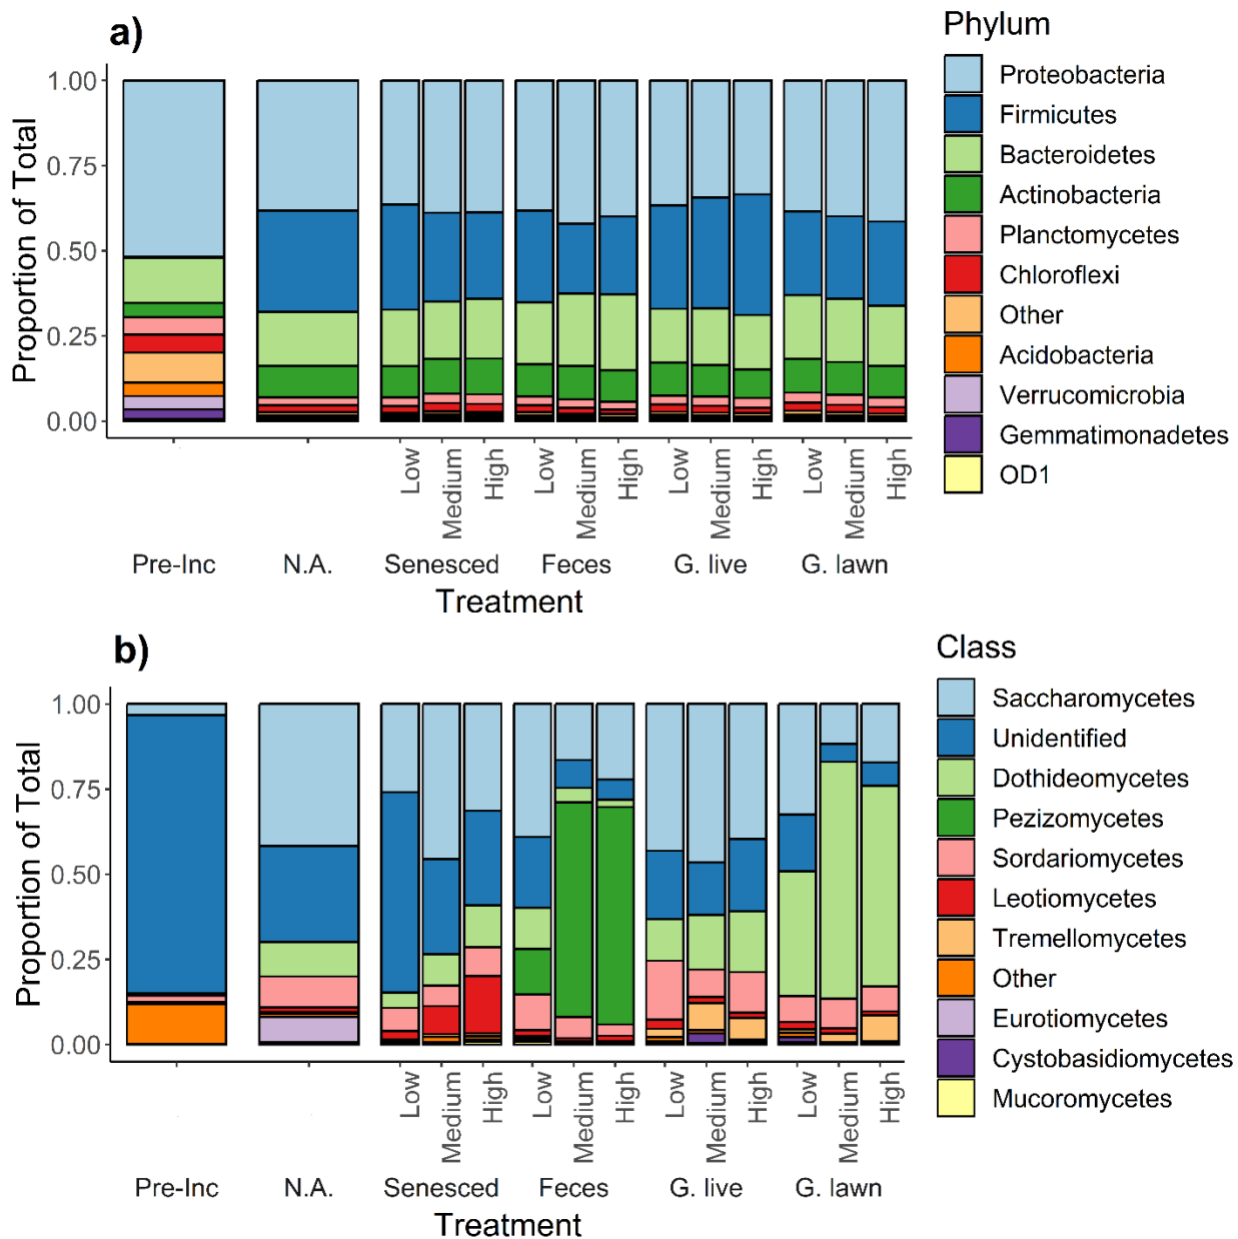 a)
Phylum
Proteobacteria
Firmicutes
Bacteroidetes
Actinobacteria
Planctomycetes
Chloroflexi
Other
Acidobacteria
Verrucomicrobia
Gemmatimonadetes
OD1
Proportion of Total
1.00
0.75
0.50
0.25
0.00
Low
Medium
High
Low
Medium
High
Low
Medium
High
Low
Medium
High
Pre-Inc N.A. Senesced Feces G. live G. lawn
Treatment
b)
Class
Saccharomycetes
Unidentified
Dothideomycetes
Pezizomycetes
Sordariomycetes
Leotiomycetes
Tremellomycetes
Other
Eurotiomycetes
Cystobasidiomycetes
Mucoromycetes
Proportion of Total
1.00
0.75
0.50
0.25
0.00
Low
Medium
High
Low
Medium
High
Low
Medium
High
Low
Medium
High
Pre-Inc N.A. Senesced Feces G. live G. lawn
Treatment